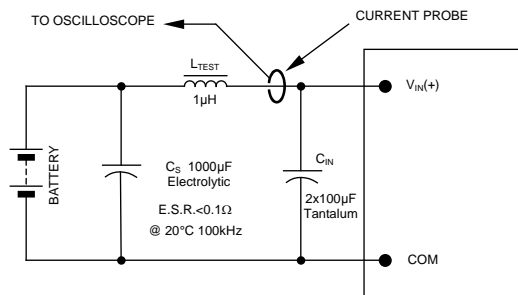 TO OSCILLOSCOPE
CURRENT PROBE
LTEST
1µH
VIN(+)
BATTERY
CS 1000µF
Electrolytic
E.S.R.<0.1Ω
@ 20°C 100kHz
CIN
2x100µF
Tantalum
COM